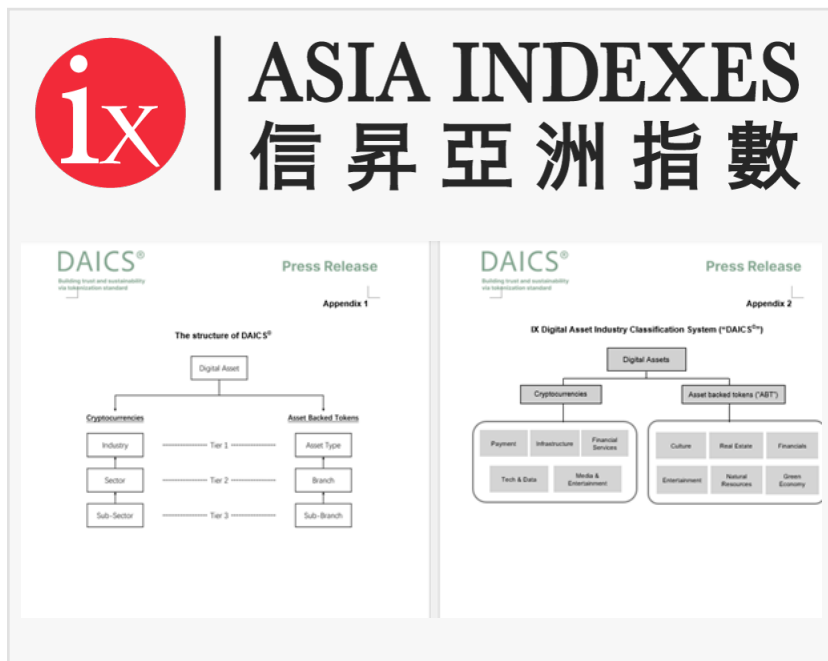 ix
ASIA INDEXES
信昇亞洲指數
DAICS®
Building trust and sustainability
via tokenization standard
Press Release
Appendix 1
The structure of DAICS®
Digital Asset
Cryptocurrencies
Asset Backed Tokens
Industry
Tier 1
Asset Type
Sector
Tier 2
Branch
Sub-Sector
Tier 3
Sub-Branch
DAICS®
Building trust and sustainability
via tokenization standard
Press Release
Appendix 2
IX Digital Asset Industry Classification System ("DAICS®")
Digital Assets
Cryptocurrencies
Asset backed tokens ("ABT")
Payment
Infrastructure
Financial
Services
Tech & Data
Media &
Entertainment
Culture
Real Estate
Financials
Entertainment
Natural
Resources
Green
Economy